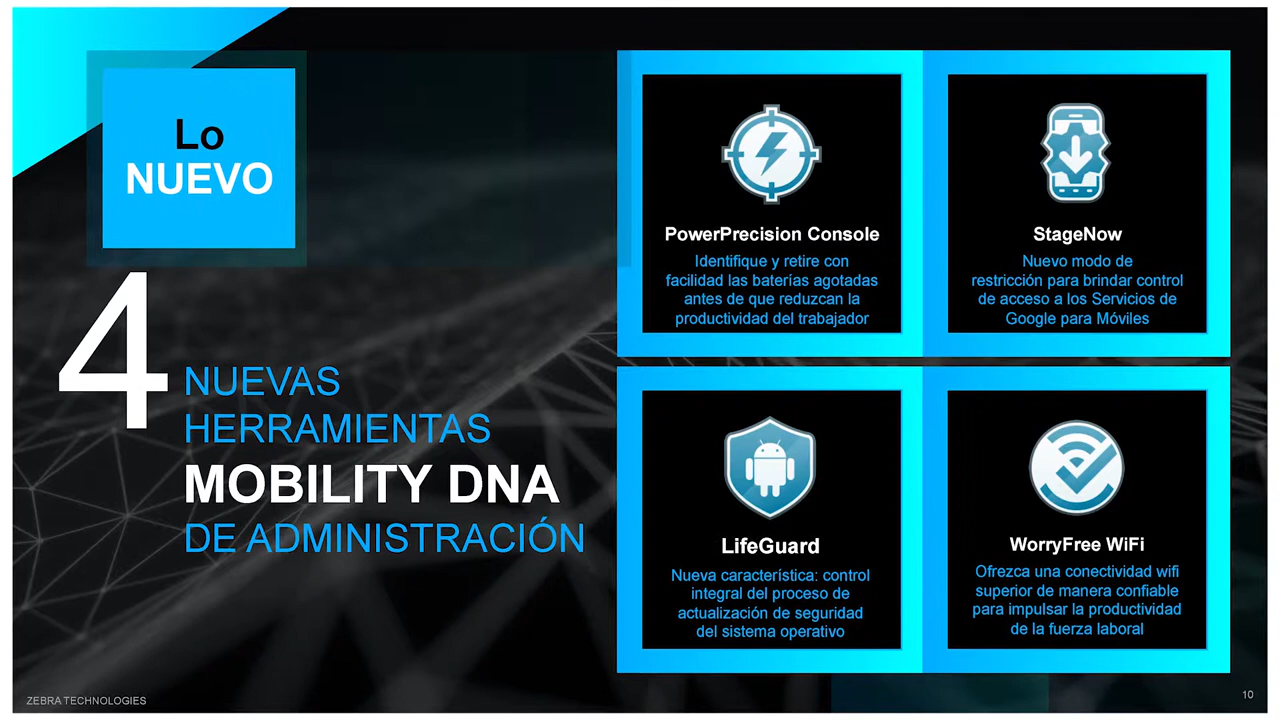 Lo
NUEVO
4
NUEVAS
HERRAMIENTAS
MOBILITY DNA
DE ADMINISTRACIÓN
PowerPrecision Console
Identifique y retire con
facilidad las baterías agotadas
antes de que reduzcan la
productividad del trabajador
StageNow
Nuevo modo de
restricción para brindar control
de acceso a los Servicios de
Google para Móviles
LifeGuard
Nueva característica: control
integral del proceso de
actualización de seguridad
del sistema operativo
WorryFree WiFi
Ofrezca una conectividad wifi
superior de manera confiable
para impulsar la productividad
de la fuerza laboral
ZEBRA TECHNOLOGIES
10